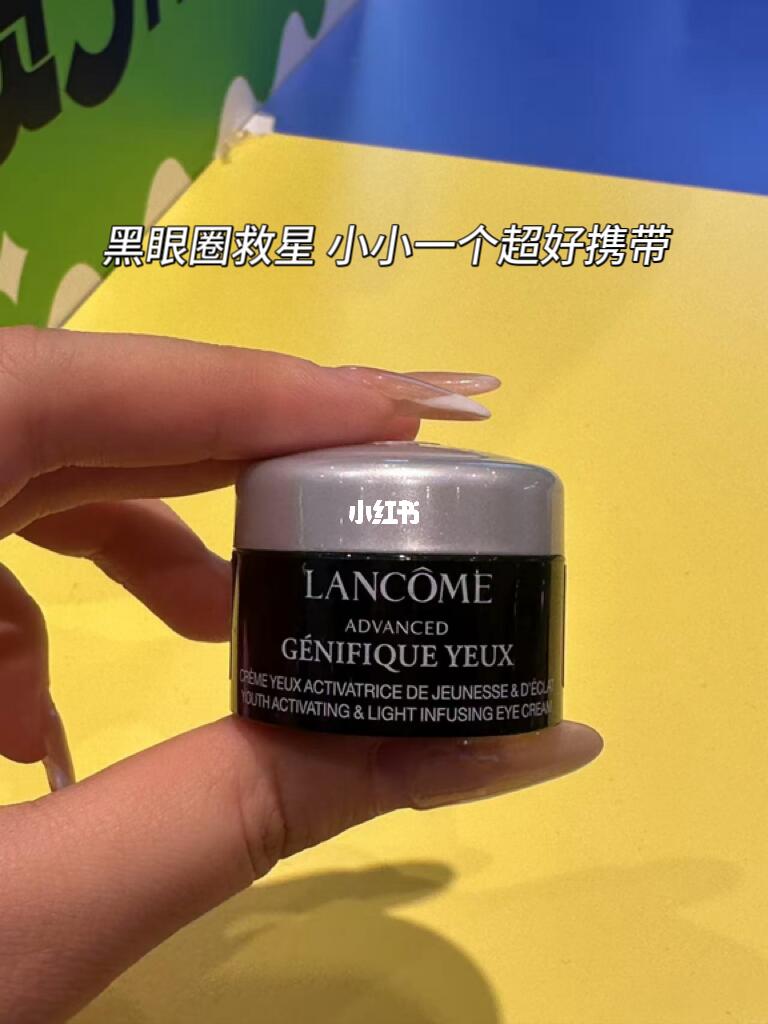 黑眼圈救星 小小一个超好携带
小红书
LANCÔME
ADVANCED
GÉNIFIQUE YEUX
CRÈME YEUX ACTIVATRICE DE JEUNESSE & D'ÉCLAT
YOUTH ACTIVATING & LIGHT INFUSING EYE CREAM